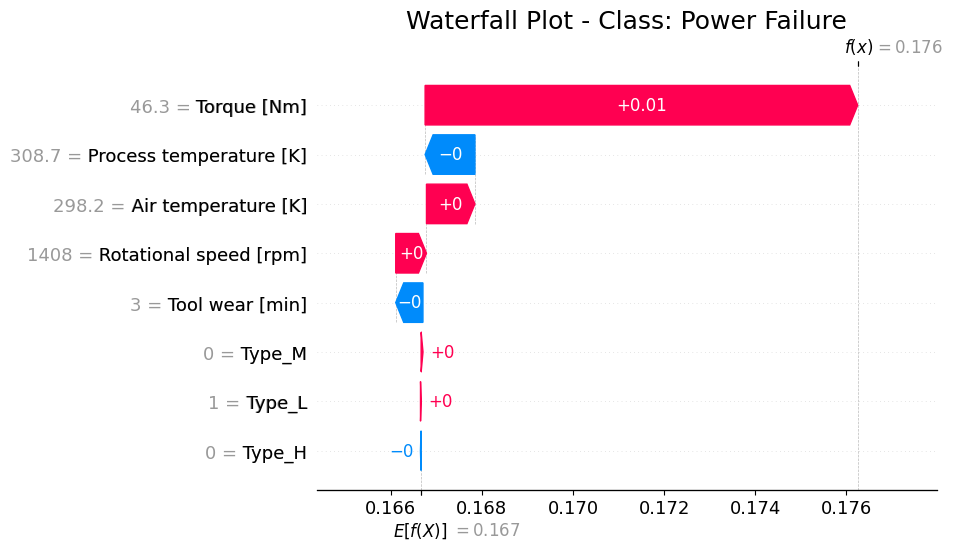 Waterfall Plot - Class: Power Failure
f(x) = 0.176
46.3 = Torque [Nm] +0.01
308.7 = Process temperature [K] −0
298.2 = Air temperature [K] +0
1408 = Rotational speed [rpm] +0
3 = Tool wear [min] −0
0 = Type_M +0
1 = Type_L +0
0 = Type_H −0
0.166 0.168 0.170 0.172 0.174 0.176
E[f(X)] = 0.167